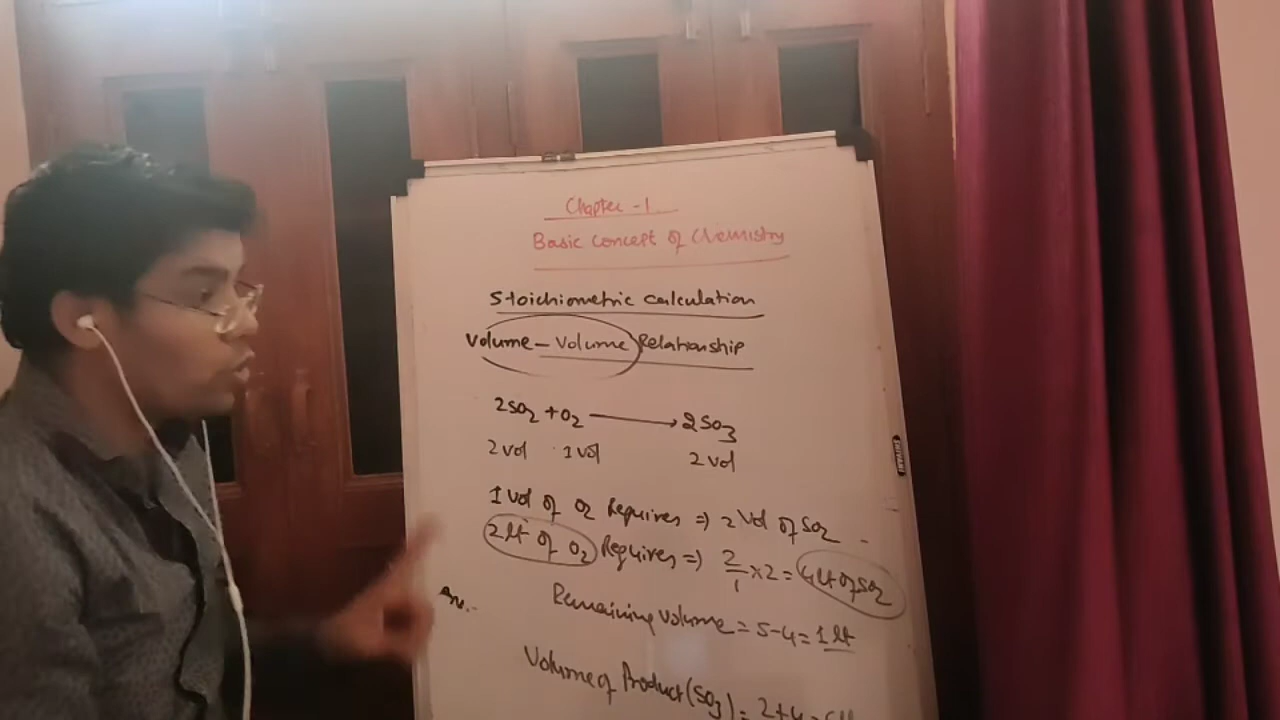 Chapter - 1
Basic Concept of Chemistry
Stoichiometric calculation
Volume - Volume Relationship
2SO2 + O2 → 2SO3
2 vol 1 vol 2 vol
1 vol of O2 Requires ⇒ 2 Vol of SO2
2 lt of O2 Requires ⇒ 2/1 × 2 = 4 lt of SO2
Remaining volume = 5 - 4 = 1 lt
Volume of Product (SO3) = 2 + 4 =